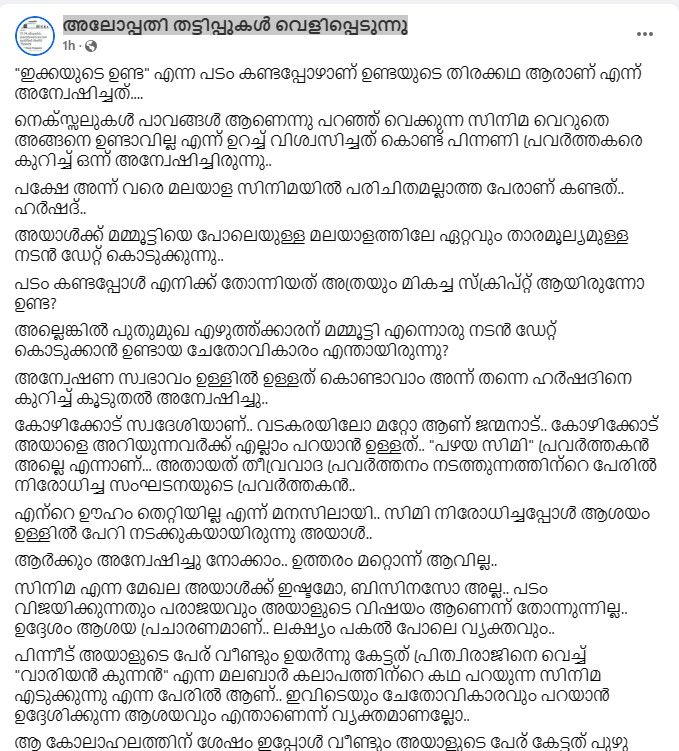 അലോപ്പതി തട്ടിപ്പുകൾ വെളിപ്പെടുന്നു
1h ·
"ഇക്കയുടെ ഉണ്ട" എന്ന പടം കണ്ടപ്പോഴാണ് ഉണ്ടയുടെ തിരക്കഥ ആരാണ് എന്ന്
അന്വേഷിച്ചത്....
നെക്സ്സലുകൾ പാവങ്ങൾ ആണെന്നു പറഞ്ഞ് വെക്കുന്ന സിനിമ വെറുതെ
അങ്ങനെ ഉണ്ടാവില്ല എന്ന് ഉറച്ച് വിശ്വസിച്ചത് കൊണ്ട് പിന്നണി പ്രവർത്തകരെ
കുറിച്ച് ഒന്ന് അന്വേഷിച്ചിരുന്നു..
പക്ഷേ അന്ന് വരെ മലയാള സിനിമയിൽ പരിചിതമല്ലാത്ത പേരാണ് കണ്ടത്..
ഹർഷദ്..
അയാൾക്ക് മമ്മൂട്ടിയെ പോലെയുള്ള മലയാളത്തിലേ ഏറ്റവും താരമൂല്യമുള്ള
നടൻ ഡേറ്റ് കൊടുക്കുന്നു..
പടം കണ്ടപ്പോൾ എനിക്ക് തോന്നിയത് അത്രയും മികച്ച സ്ക്രിപ്റ്റ് ആയിരുന്നോ
ഉണ്ട?
അല്ലെങ്കിൽ പുതുമുഖ എഴുത്ത്ക്കാരന് മമ്മൂട്ടി എന്നൊരു നടൻ ഡേറ്റ്
കൊടുക്കാൻ ഉണ്ടായ ചേതോവികാരം എന്തായിരുന്നു?
അന്വേഷണ സ്വഭാവം ഉള്ളിൽ ഉള്ളത് കൊണ്ടാവാം അന്ന് തന്നെ ഹർഷദിനെ
കുറിച്ച് കൂടുതൽ അന്വേഷിച്ചു..
കോഴിക്കോട് സ്വദേശിയാണ്.. വടകരയിലോ മറ്റോ ആണ് ജന്മനാട്.. കോഴിക്കോട്
അയാളെ അറിയുന്നവർക്ക് എല്ലാം പറയാൻ ഉള്ളത്.. "പഴയ സിമി" പ്രവർത്തകൻ
അല്ലെ എന്നാണ്... അതായത് തീവ്രവാദ പ്രവർത്തനം നടത്തുന്നത്തിന്റെ പേരിൽ
നിരോധിച്ച സംഘടനയുടെ പ്രവർത്തകൻ..
എന്റെ ഊഹം തെറ്റിയില്ല എന്ന് മനസിലായി.. സിമി നിരോധിച്ചപ്പോൾ ആശയം
ഉള്ളിൽ പേറി നടക്കുകയായിരുന്നു അയാൾ..
ആർക്കും അന്വേഷിച്ചു നോക്കാം.. ഉത്തരം മറ്റൊന്ന് ആവില്ല..
സിനിമ എന്ന മേഖല അയാൾക്ക് ഇഷ്ടമോ, ബിസിനസോ അല്ല.. പടം
വിജയിക്കുന്നതും പരാജയവും അയാളുടെ വിഷയം ആണെന്ന് തോന്നുന്നില്ല..
ഉദ്ദേശം ആശയ പ്രചാരണമാണ്.. ലക്ഷ്യം പകൽ പോലെ വ്യക്തവും..
പിന്നീട് അയാളുടെ പേര് വീണ്ടും ഉയർന്നു കേട്ടത് പ്രിത്വിരാജിനെ വെച്ച്
"വാരിയൻ കുന്നൻ" എന്ന മലബാർ കലാപത്തിന്റെ കഥ പറയുന്ന സിനിമ
എടുക്കുന്നു എന്ന പേരിൽ ആണ്.. ഇവിടെയും ചേതോവികാരവും പറയാൻ
ഉദ്ദേശിക്കുന്ന ആശയവും എന്താണെന്ന് വ്യക്തമാണല്ലോ..
ആ കോലാഹലത്തിന് ശേഷം ഇപ്പോൾ വീണ്ടും അയാളുടെ പേര് കേട്ടത് പുഴു